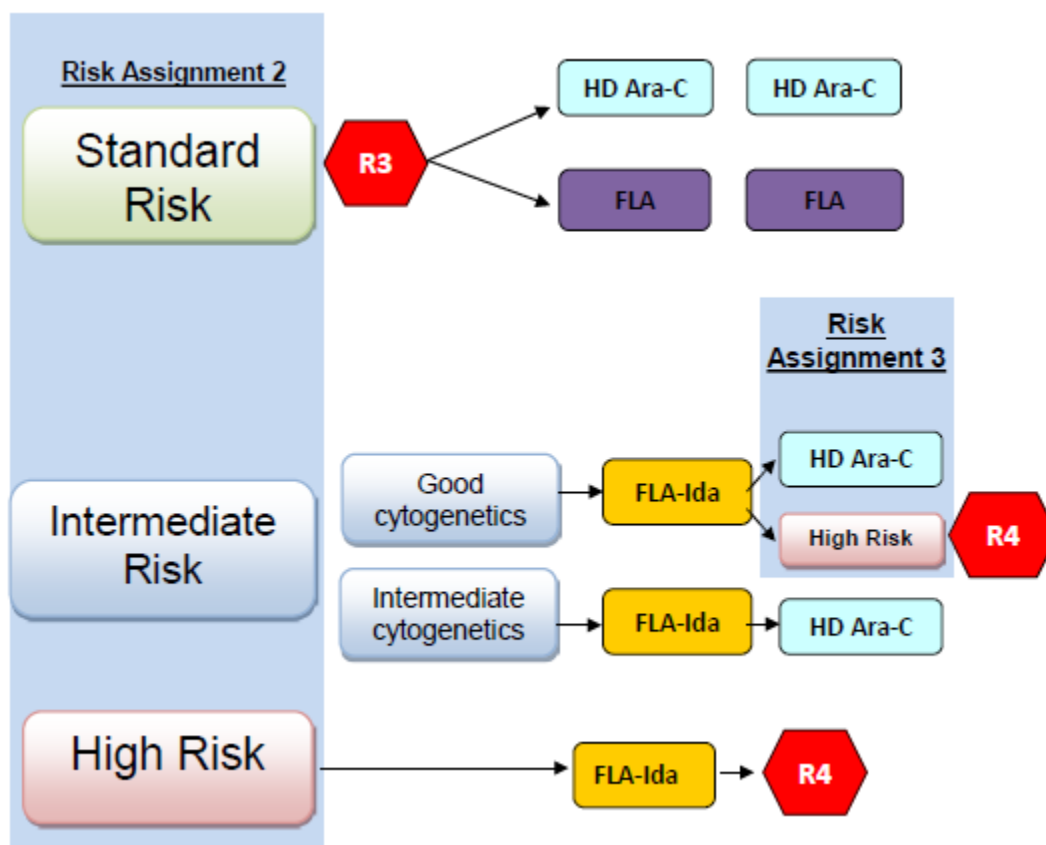 Risk Assignment 2
Standard
Risk
R3
HD Ara-C
HD Ara-C
FLA
FLA
Risk
Assignment 3
Intermediate
Risk
Good
cytogenetics
FLA-Ida
HD Ara-C
High Risk
R4
Intermediate
cytogenetics
FLA-Ida
HD Ara-C
High Risk
FLA-Ida
R4